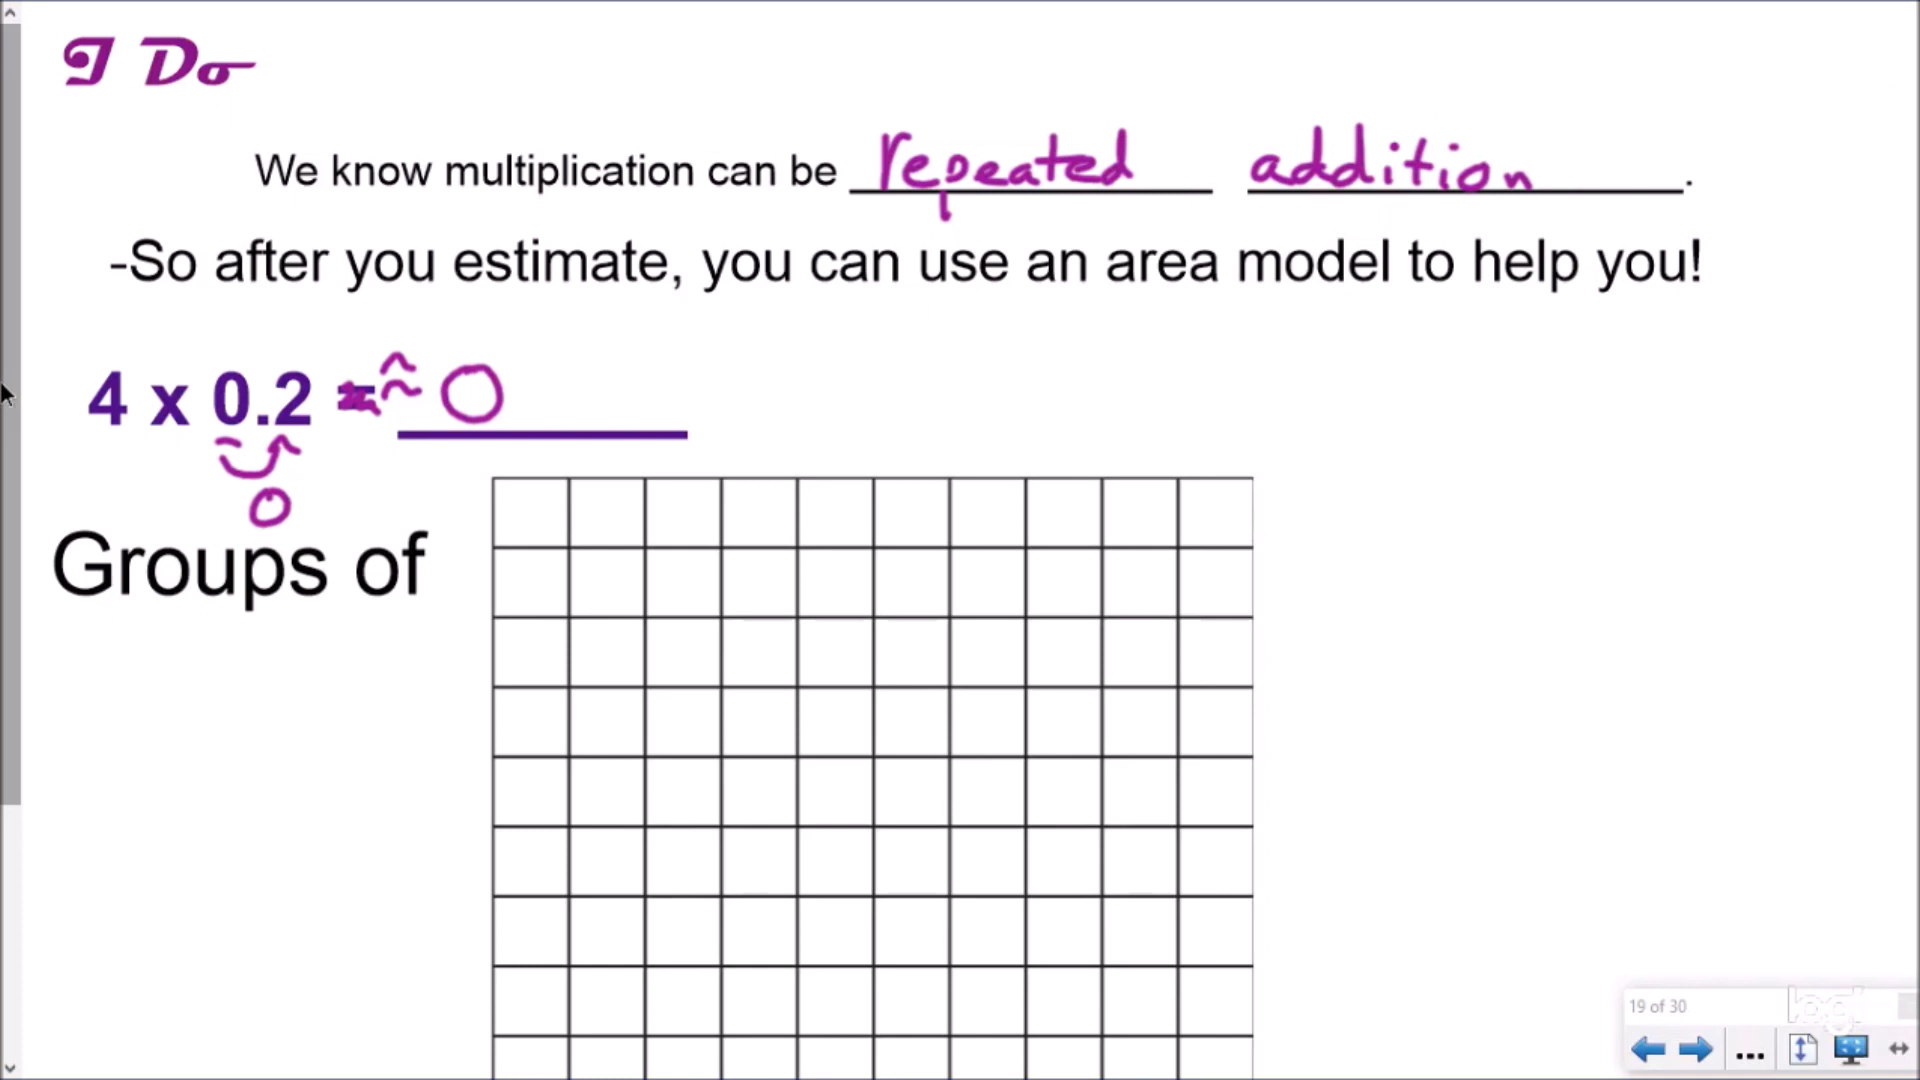 I Do
We know multiplication can be repeated addition.
-So after you estimate, you can use an area model to help you!
4 x 0.2 = ≈ 0
0
Groups of
19 of 30
logi
...